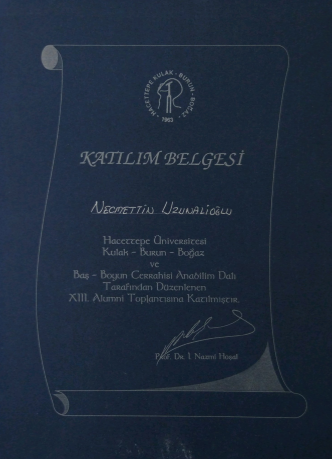 HACETTEPE KULAK - BURUN - BOĞAZ
1963
KATILIM BELGESİ
NECMETTİN UZUNALİOĞLU
Hacettepe Üniversitesi
Kulak - Burun - Boğaz
ve
Baş - Boyun Cerrahisi Anabilim Dalı
Tarafından Düzenlenen
XIII. Alumni Toplantısına Katılmıştır.
Prof. Dr. İ. Nazmi Hoşal